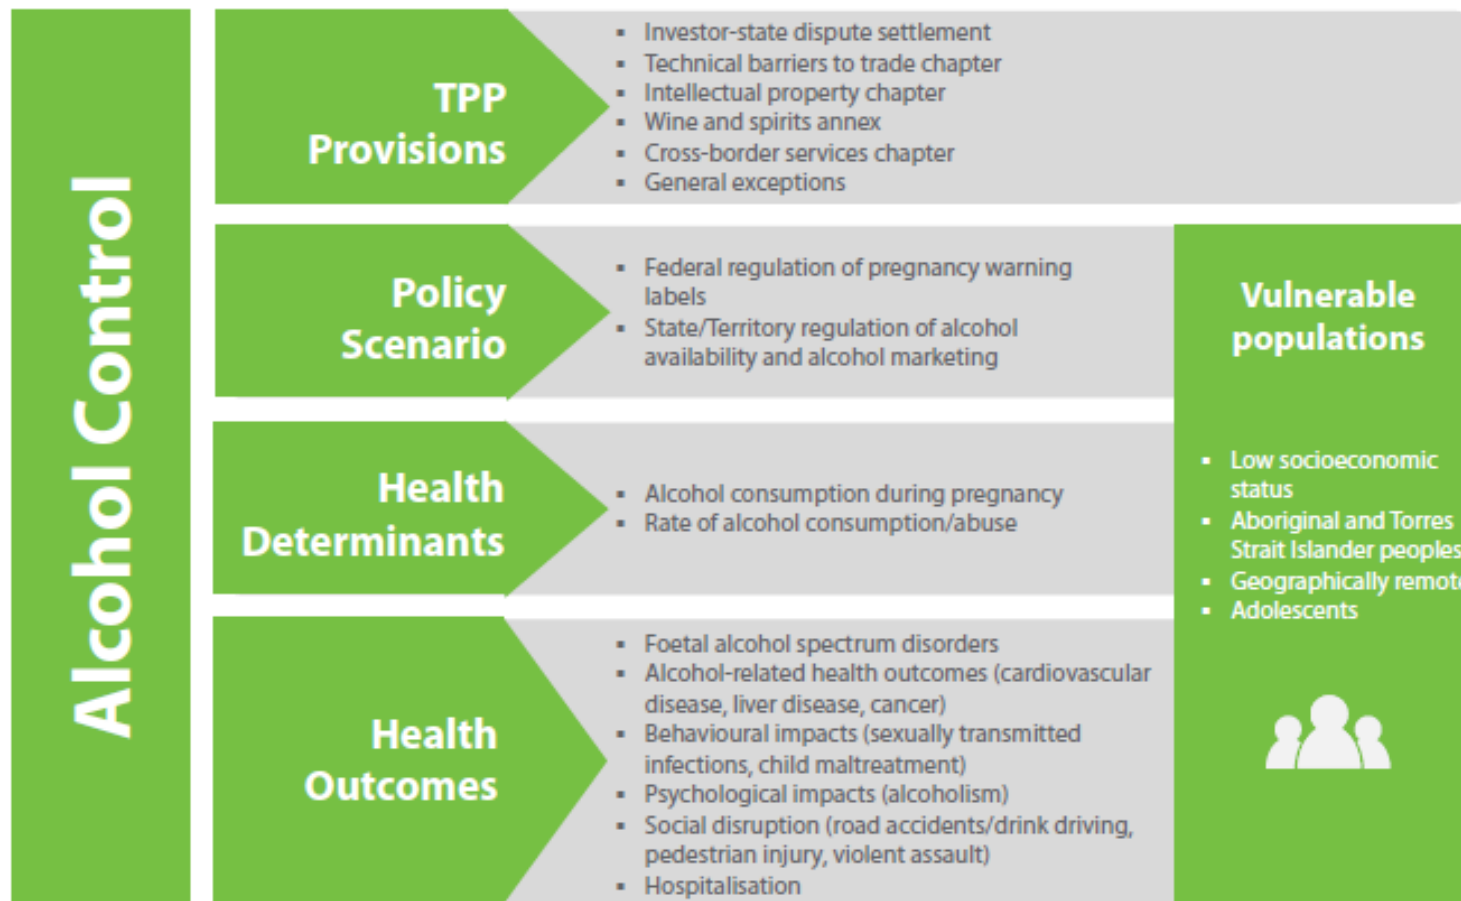 Alcohol Control
TPP
Provisions
▪ Investor-state dispute settlement
▪ Technical barriers to trade chapter
▪ Intellectual property chapter
▪ Wine and spirits annex
▪ Cross-border services chapter
▪ General exceptions
Policy
Scenario
▪ Federal regulation of pregnancy warning
labels
▪ State/Territory regulation of alcohol
availability and alcohol marketing
Health
Determinants
▪ Alcohol consumption during pregnancy
▪ Rate of alcohol consumption/abuse
Health
Outcomes
▪ Foetal alcohol spectrum disorders
▪ Alcohol-related health outcomes (cardiovascular
disease, liver disease, cancer)
▪ Behavioural impacts (sexually transmitted
infections, child maltreatment)
▪ Psychological impacts (alcoholism)
▪ Social disruption (road accidents/drink driving,
pedestrian injury, violent assault)
▪ Hospitalisation
Vulnerable
populations
▪ Low socioeconomic
status
▪ Aboriginal and Torres
Strait Islander peoples
▪ Geographically remote
▪ Adolescents